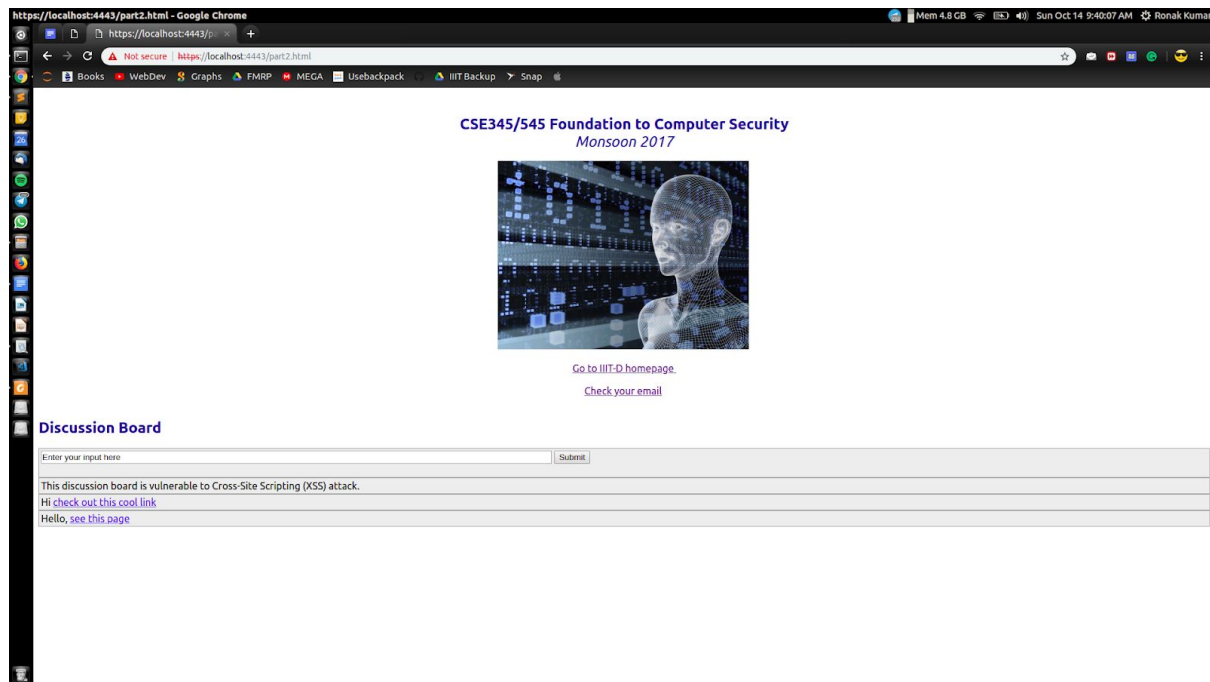 https://localhost:4443/part2.html - Google Chrome
Mem 4.8 GB Sun Oct 14 9:40:07 AM Ronak Kumar
https://localhost:4443/pa
Not secure | https://localhost:4443/part2.html
Books WebDev Graphs FMRP MEGA Usebackpack IIIT Backup Snap
26
CSE345/545 Foundation to Computer Security
Monsoon 2017
Go to IIIT-D homepage
Check your email
Discussion Board
Enter your input here Submit
This discussion board is vulnerable to Cross-Site Scripting (XSS) attack.
Hi check out this cool link
Hello, see this page